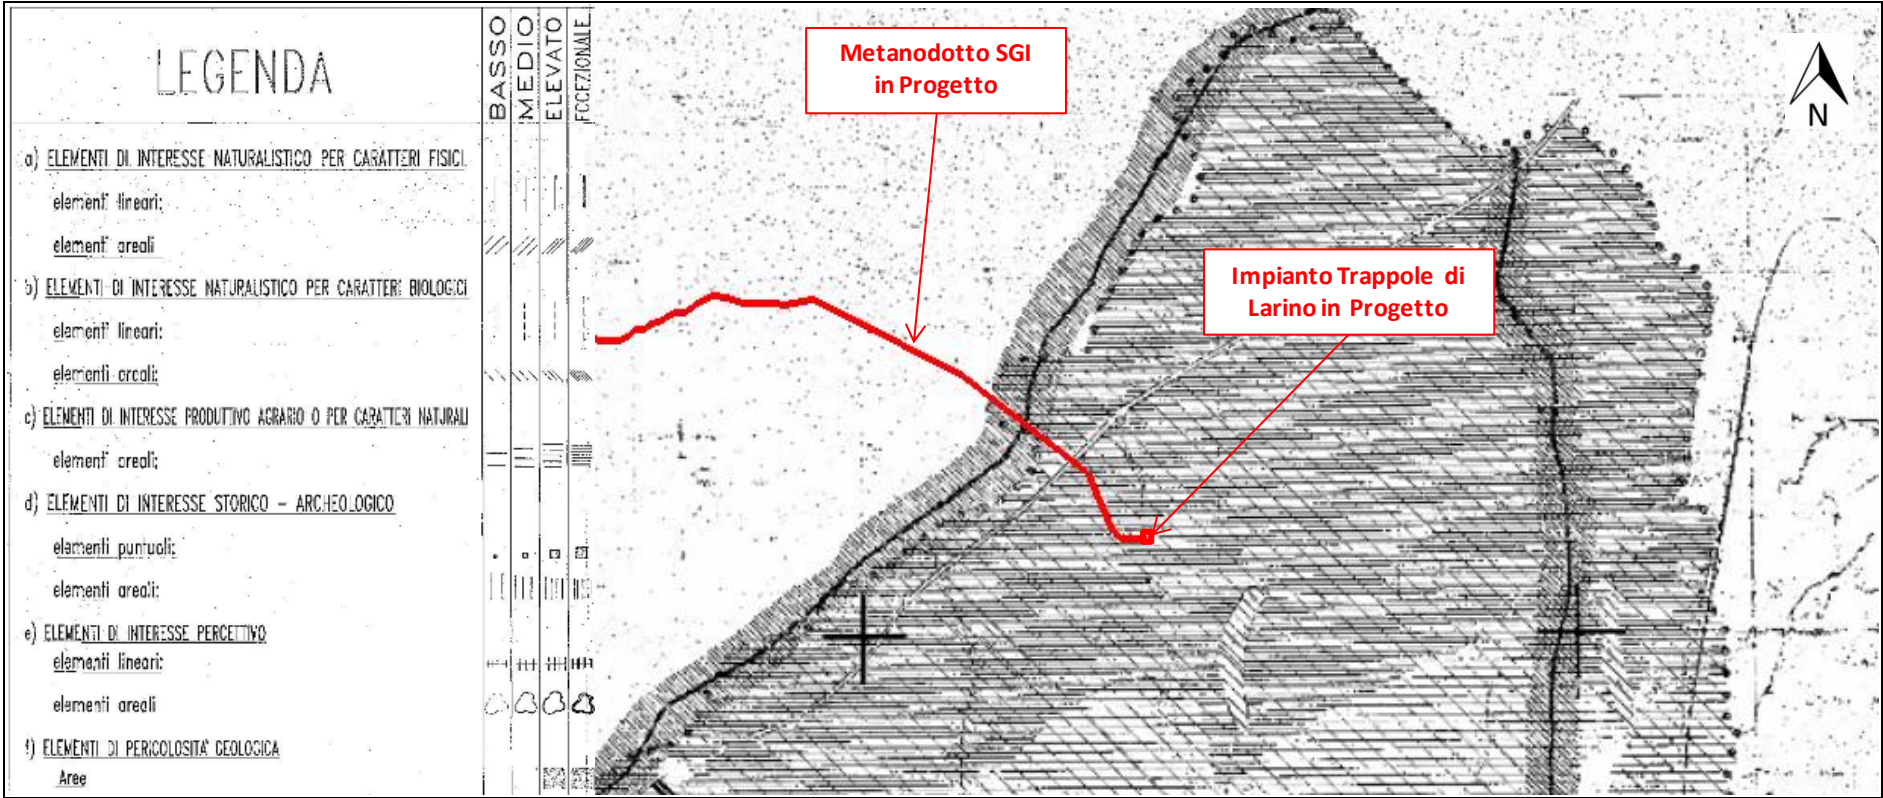 LEGENDA
BASSO
MEDIO
ELEVATO
ECCEZIONALE
a) ELEMENTI DI INTERESSE NATURALISTICO PER CARATTERI FISICI.
elementi lineari:
elementi areali
b) ELEMENTI DI INTERESSE NATURALISTICO PER CARATTERI BIOLOGICI
elementi lineari:
elementi areali:
c) ELEMENTI DI INTERESSE PRODUTTIVO AGRARIO O PER CARATTERI NATURALI
elementi areali:
d) ELEMENTI DI INTERESSE STORICO - ARCHEOLOGICO
elementi puntuali:
elementi areali:
e) ELEMENTI DI INTERESSE PERCETTIVO
elementi lineari:
elementi areali
f) ELEMENTI DI PERICOLOSITA' GEOLOGICA
Aree
Metanodotto SGI
in Progetto
Impianto Trappole di
Larino in Progetto
N